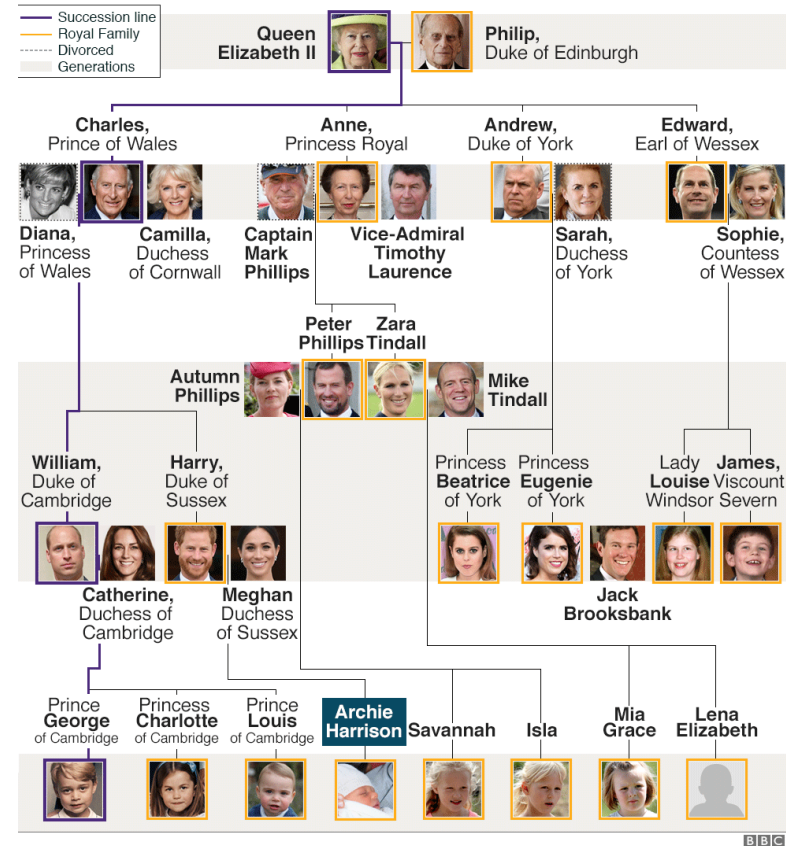 Succession line
Royal Family
Divorced
Generations
Queen
Elizabeth II
Philip,
Duke of Edinburgh
Charles,
Prince of Wales
Anne,
Princess Royal
Andrew,
Duke of York
Edward,
Earl of Wessex
Diana,
Princess
of Wales
Camilla,
Duchess
of Cornwall
Captain
Mark
Phillips
Vice-Admiral
Timothy
Laurence
Sarah,
Duchess
of York
Sophie,
Countess
of Wessex
Peter
Phillips
Zara
Tindall
Autumn
Phillips
Mike
Tindall
William,
Duke of
Cambridge
Harry,
Duke of
Sussex
Princess
Beatrice
of York
Princess
Eugenie
of York
Lady
Louise
Windsor
James,
Viscount
Severn
Catherine,
Duchess of
Cambridge
Meghan
Duchess
of Sussex
Jack
Brooksbank
Prince
George
of Cambridge
Princess
Charlotte
of Cambridge
Prince
Louis
of Cambridge
Archie
Harrison
Savannah
Isla
Mia
Grace
Lena
Elizabeth
BBC